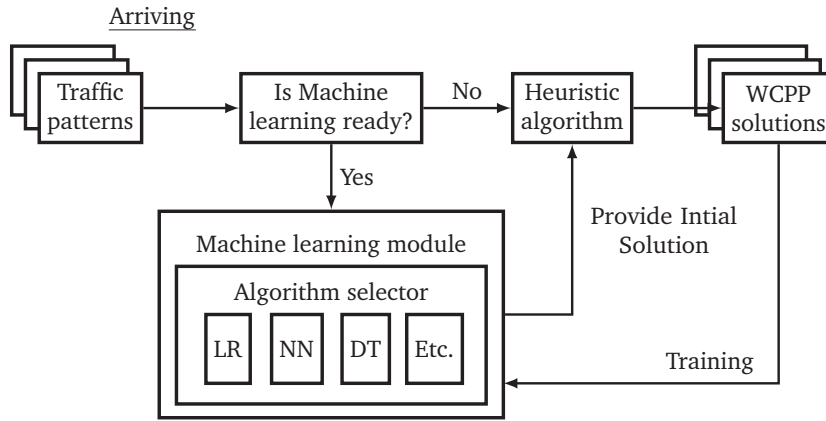 Arriving
Traffic
patterns
Is Machine
learning ready?
No
Heuristic
algorithm
WCPP
solutions
Yes
Machine learning module
Algorithm selector
LR
NN
DT
Etc.
Provide Intial
Solution
Training